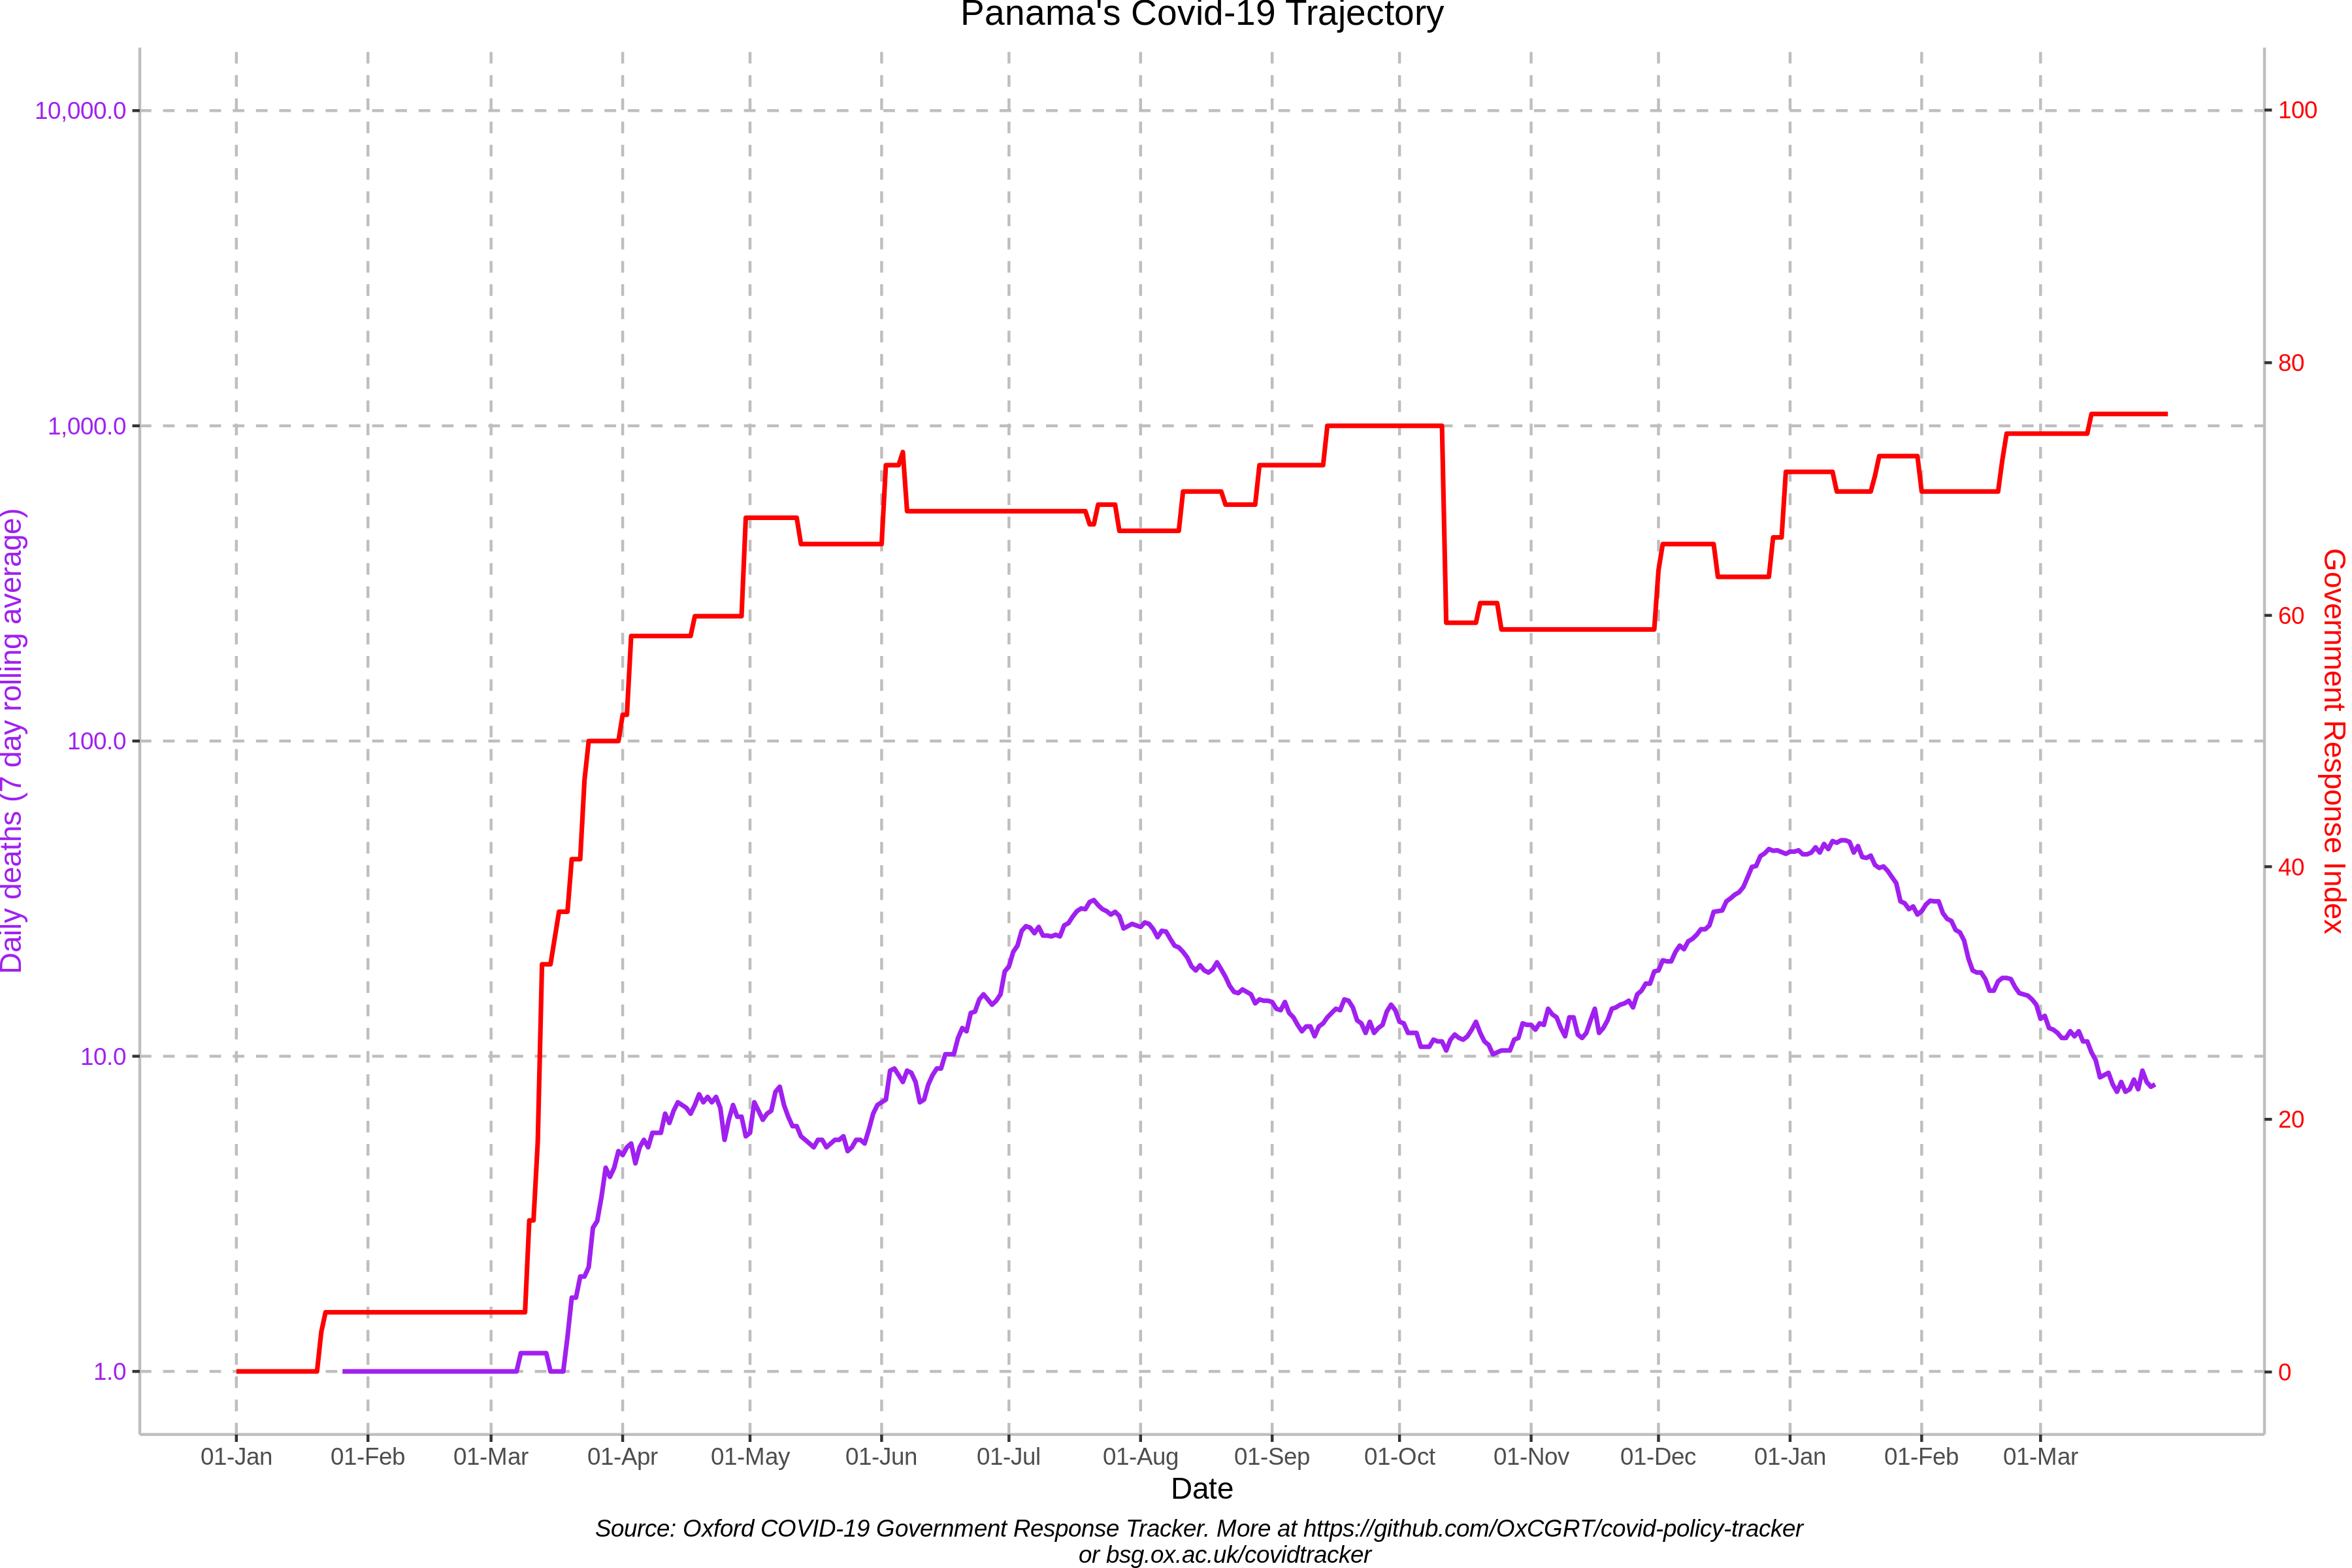 Panama's Covid-19 Trajectory
10,000.0
1,000.0
100.0
10.0
1.0
Daily deaths (7 day rolling average)
100
80
60
40
20
0
Government Response Index
01-Jan
01-Feb
01-Mar
01-Apr
01-May
01-Jun
01-Jul
01-Aug
01-Sep
01-Oct
01-Nov
01-Dec
01-Jan
01-Feb
01-Mar
Date
Source: Oxford COVID-19 Government Response Tracker. More at https://github.com/OxCGRT/covid-policy-tracker
or bsg.ox.ac.uk/covidtracker